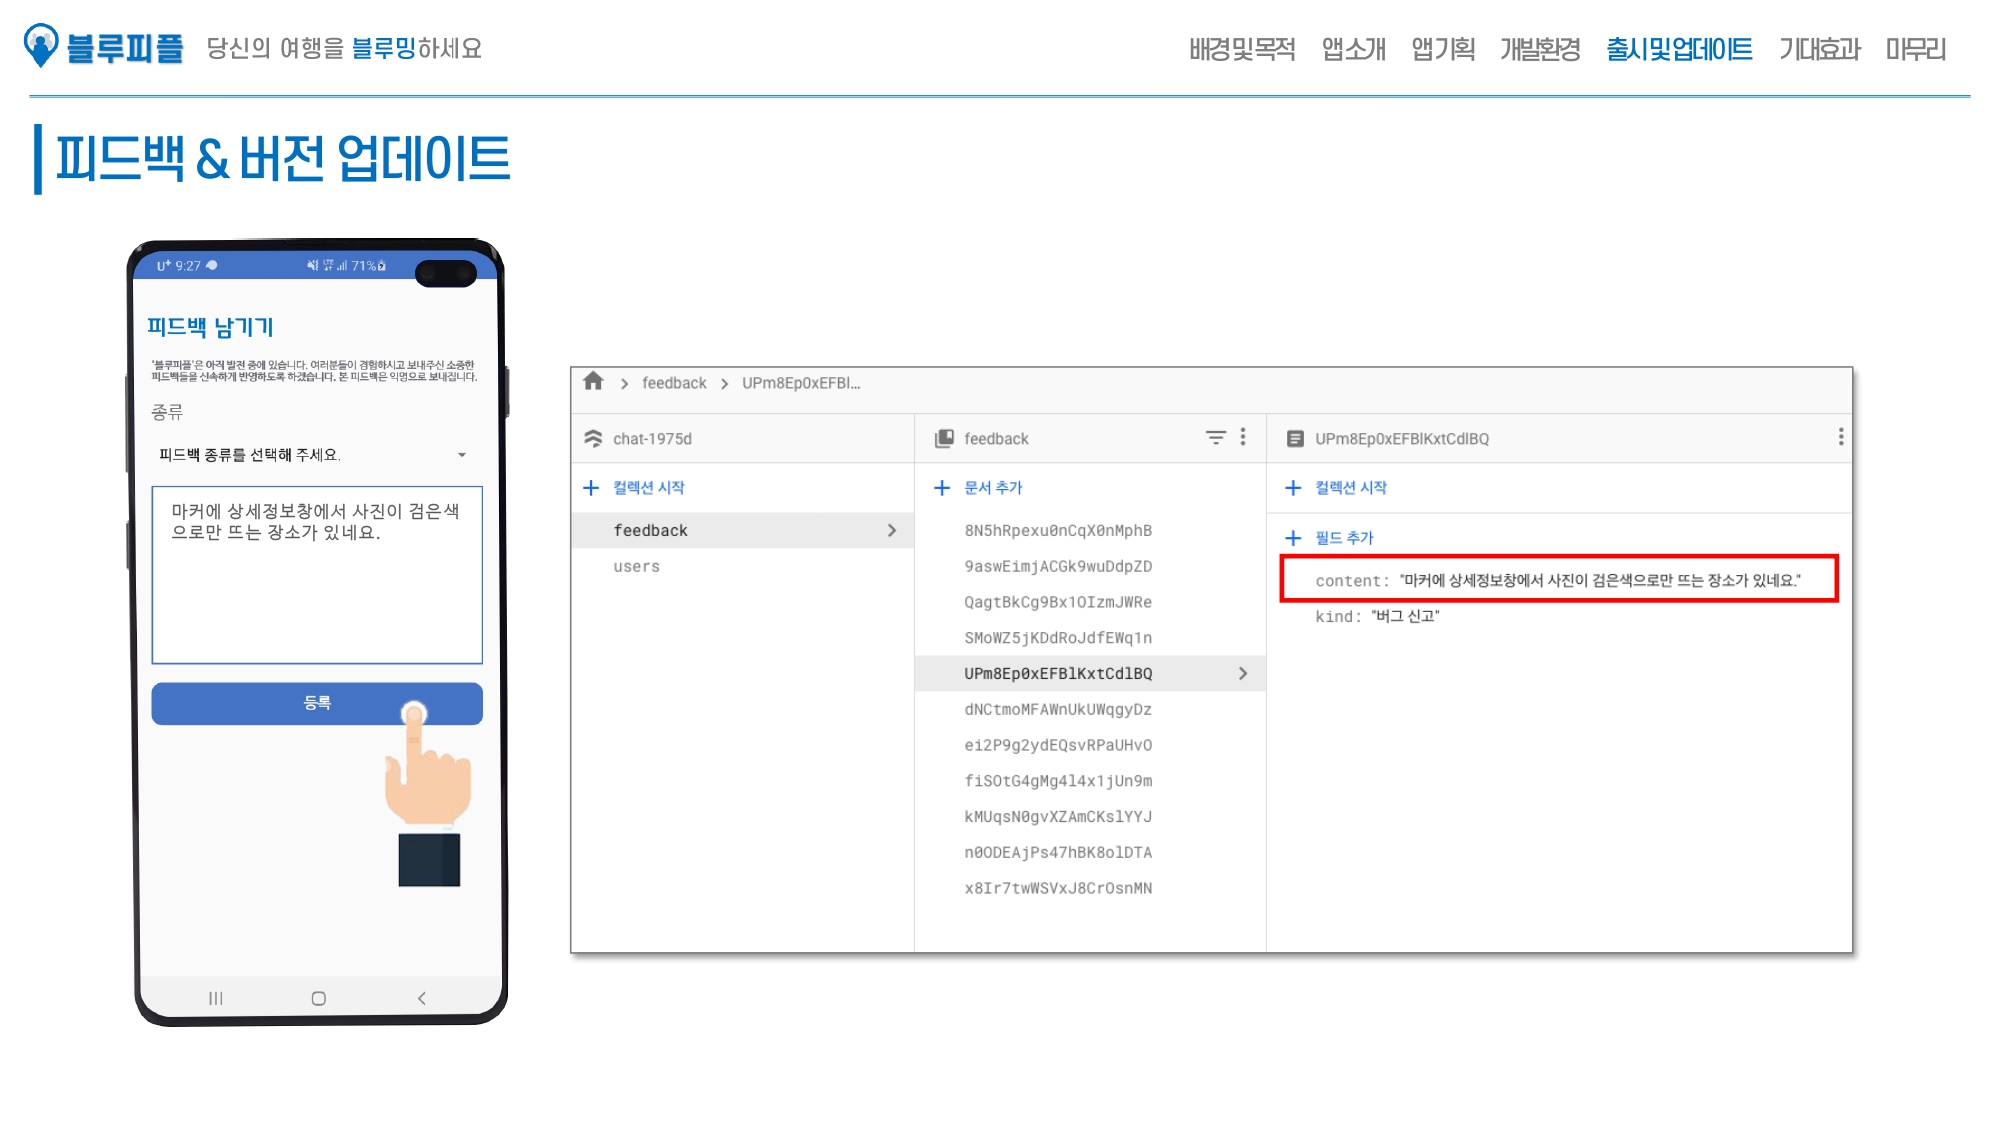 블루피플 당신의 여행을 블루밍하세요
배경및목적 앱소개 앱기획 개발환경 출시및업데이트 기대효과 마무리
피드백 & 버전 업데이트
U+ 9:27 LTE 71%
피드백 남기기
'블루피플'은 아직 발전 중에 있습니다. 여러분들이 경험하시고 보내주신 소중한
피드백들을 신속하게 반영하도록 하겠습니다. 본 피드백은 익명으로 보내집니다.
종류
피드백 종류를 선택해 주세요.
마커에 상세정보창에서 사진이 검은색
으로만 뜨는 장소가 있네요.
등록
feedback UPm8Ep0xEFBl...
chat-1975d
컬렉션 시작
feedback
users
feedback
문서 추가
8N5hRpexu0nCqX0nMphB
9aswEimjACGk9wuDdpZD
QagtBkCg9Bx1OIzmJWRe
SMoWZ5jKDdRoJdfEWq1n
UPm8Ep0xEFBlKxtCdlBQ
dNCtmoMFAWnUkUWqgyDz
ei2P9g2ydEQsvRPaUHvO
fiSOtG4gMg4l4x1jUn9m
kMUqsN0gvXZAmCKslYYJ
n0ODEAjPs47hBK8olDTA
x8Ir7twWSVxJ8CrOsnMN
UPm8Ep0xEFBlKxtCdlBQ
컬렉션 시작
필드 추가
content: "마커에 상세정보창에서 사진이 검은색으로만 뜨는 장소가 있네요."
kind: "버그 신고"